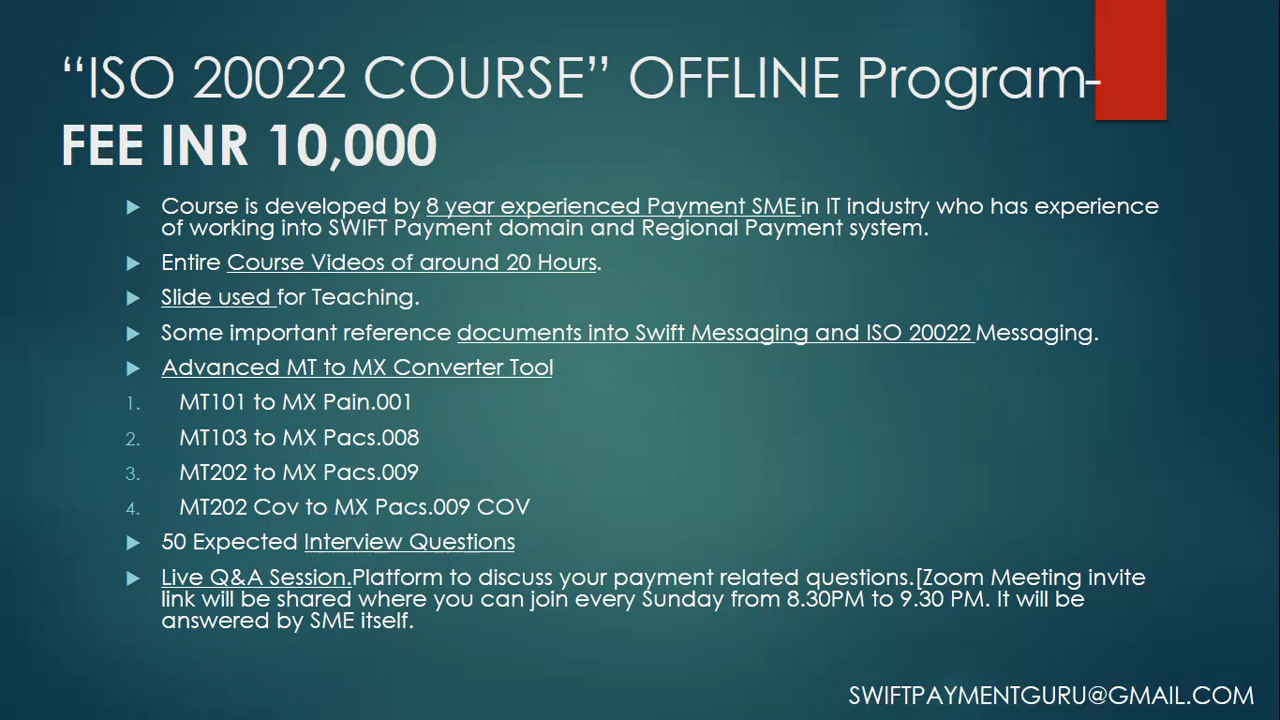 “ISO 20022 COURSE” OFFLINE Program-
FEE INR 10,000
Course is developed by 8 year experienced Payment SME in IT industry who has experience
of working into SWIFT Payment domain and Regional Payment system.
Entire Course Videos of around 20 Hours.
Slide used for Teaching.
Some important reference documents into Swift Messaging and ISO 20022 Messaging.
Advanced MT to MX Converter Tool
1. MT101 to MX Pain.001
2. MT103 to MX Pacs.008
3. MT202 to MX Pacs.009
4. MT202 Cov to MX Pacs.009 COV
50 Expected Interview Questions
Live Q&A Session.Platform to discuss your payment related questions.[Zoom Meeting invite
link will be shared where you can join every Sunday from 8.30PM to 9.30 PM. It will be
answered by SME itself.
SWIFTPAYMENTGURU@GMAIL.COM